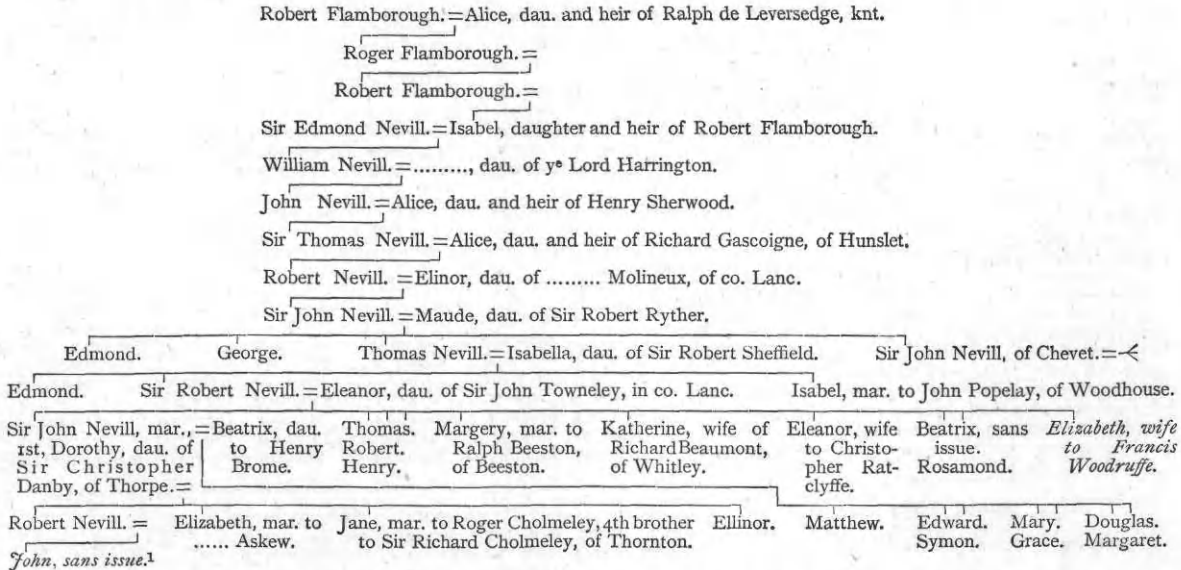 Robert Flamborough.=Alice, dau. and heir of Ralph de Leversedge, knt.
Roger Flamborough.=
Robert Flamborough.=
Sir Edmond Nevill.=Isabel, daughter and heir of Robert Flamborough.
William Nevill.=........., dau. of yᵉ Lord Harrington.
John Nevill.=Alice, dau. and heir of Henry Sherwood.
Sir Thomas Nevill.=Alice, dau. and heir of Richard Gascoigne, of Hunslet.
Robert Nevill.=Elinor, dau. of ......... Molineux, of co. Lanc.
Sir John Nevill.=Maude, dau. of Sir Robert Ryther.
Edmond. George. Thomas Nevill.=Isabella, dau. of Sir Robert Sheffield. Sir John Nevill, of Chevet.=
Edmond. Sir Robert Nevill.=Eleanor, dau. of Sir John Towneley, in co. Lanc. Isabel, mar. to John Popelay, of Woodhouse.
Sir John Nevill, mar.,=Beatrix, dau. Thomas. Margery, mar. to Katherine, wife of Eleanor, wife Beatrix, sans Elizabeth, wife
1st, Dorothy, dau. of to Henry Robert. Ralph Beeston, Richard Beaumont, to Christo- issue. to Francis
Sir Christopher Brome. Henry. of Beeston. of Whitley. pher Rat- Rosamond. Woodruffe.
Danby, of Thorpe.= clyffe.
Robert Nevill.= Elizabeth, mar. to Jane, mar. to Roger Cholmeley, 4th brother Ellinor. Matthew. Edward. Mary. Douglas.
...... Askew. to Sir Richard Cholmeley, of Thornton. Symon. Grace. Margaret.
John, sans issue.¹